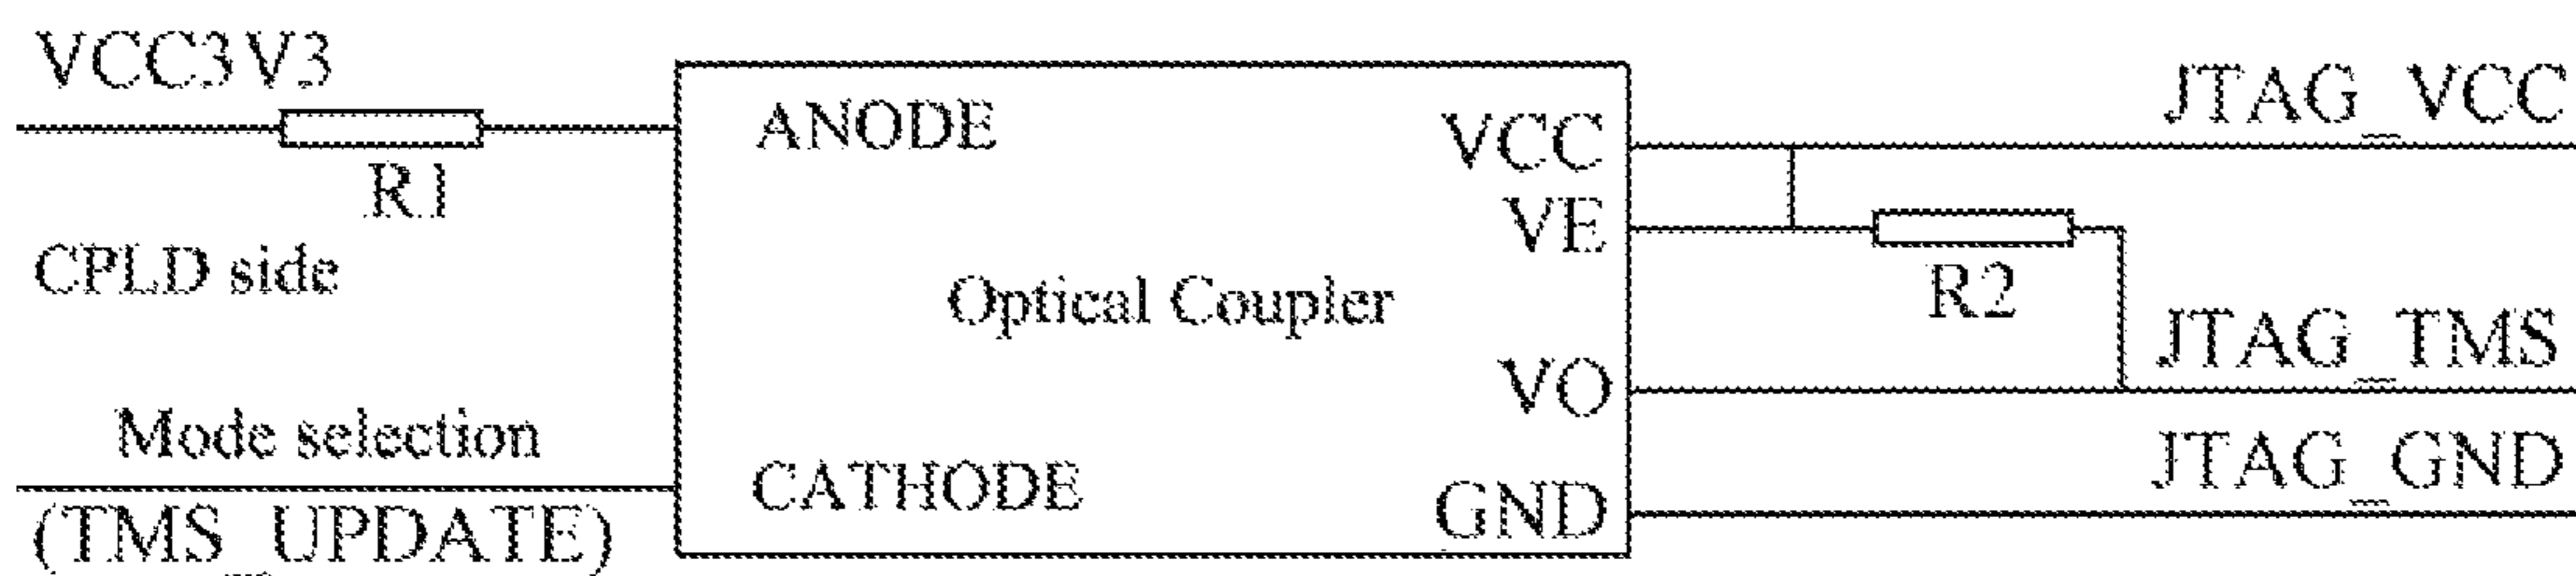 VCC3V3
R1
CPLD side
Mode selection
(TMS_UPDATE)
ANODE
CATHODE
Optical Coupler
VCC
VE
VO
GND
R2
JTAG_VCC
JTAG_TMS
JTAG_GND